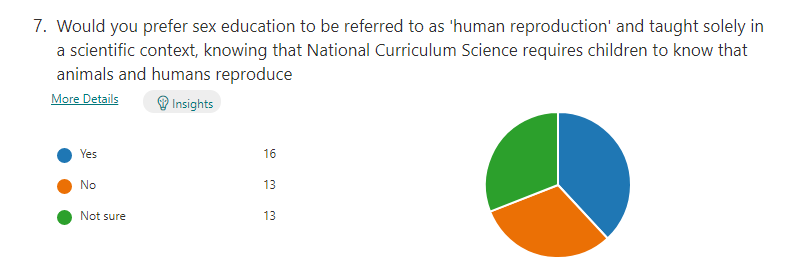 7. Would you prefer sex education to be referred to as 'human reproduction' and taught solely in
a scientific context, knowing that National Curriculum Science requires children to know that
animals and humans reproduce
More Details
Insights
Yes 16
No 13
Not sure 13